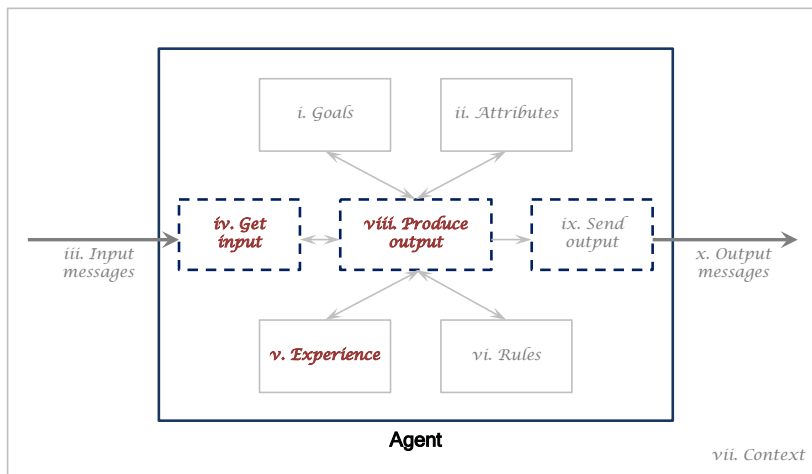 i. Goals
ii. Attributes
iv. Get
input
viii. Produce
output
ix. Send
output
iii. Input
messages
x. Output
messages
v. Experience
vi. Rules
Agent
vii. Context